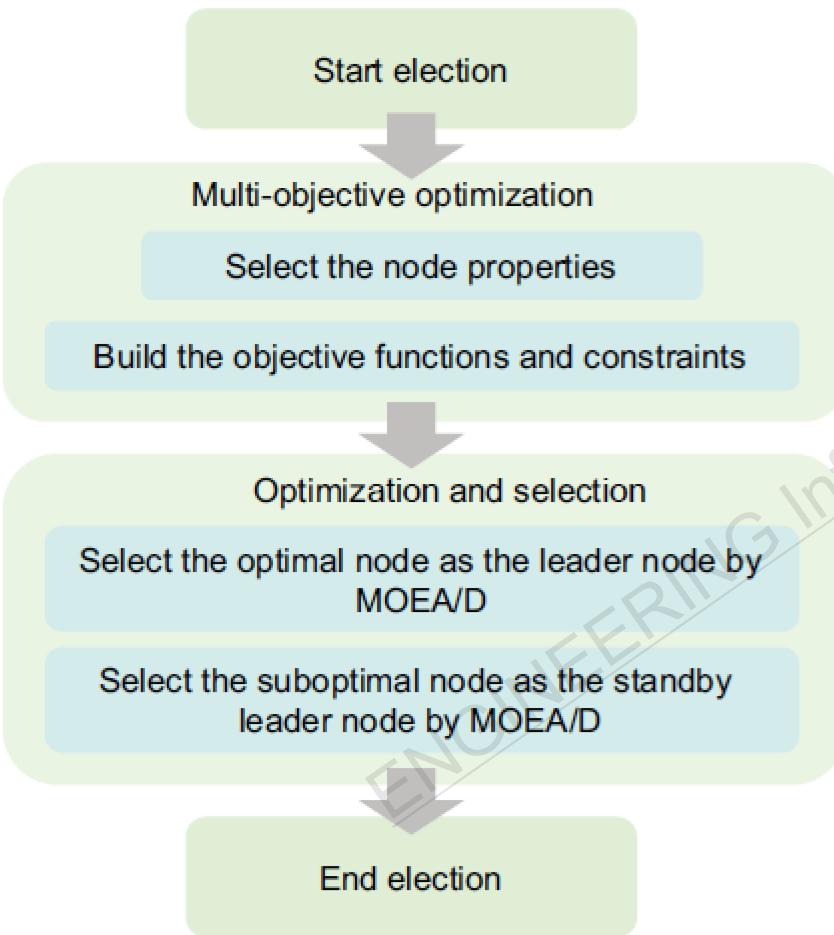 Start election
Multi-objective optimization
Select the node properties
Build the objective functions and constraints
Optimization and selection
Select the optimal node as the leader node by
MOEA/D
Select the suboptimal node as the standby
leader node by MOEA/D
ENGINEERING
End election